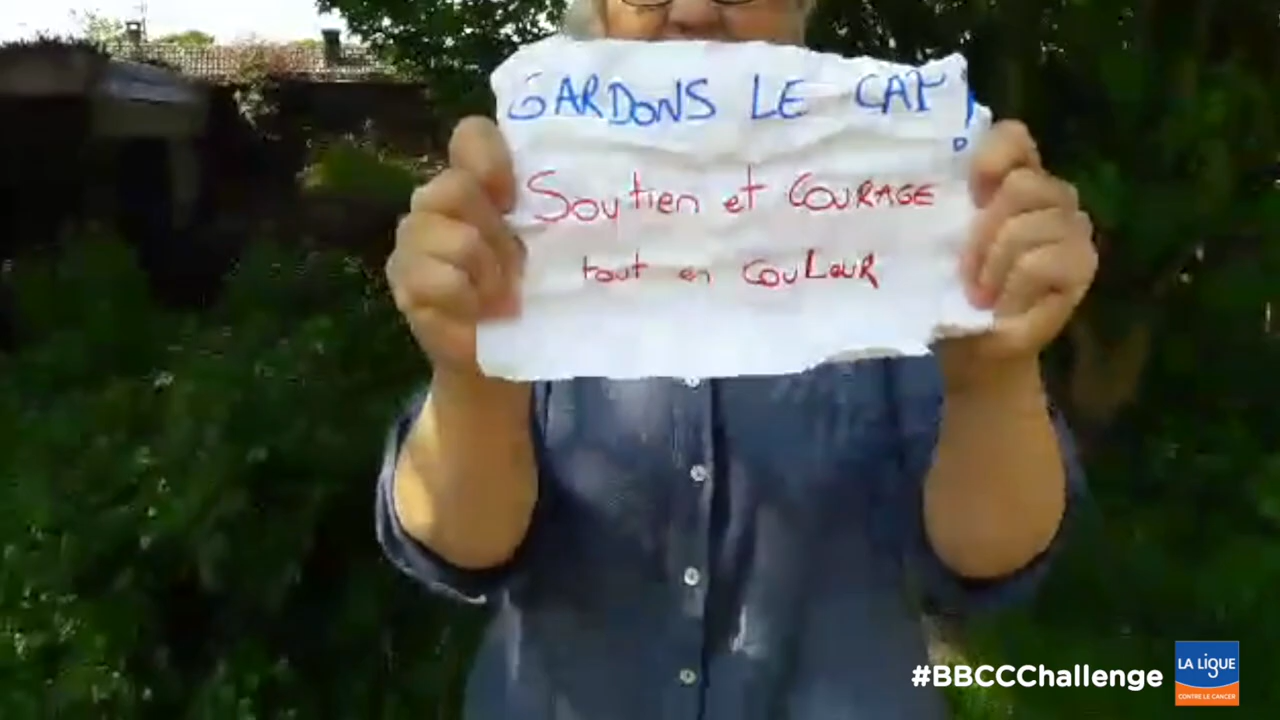 GARDONS LE CAP !
Soutien et COURAGE
tout en COULEUR
#BBCCChallenge
LA LIGUE
CONTRE LE CANCER